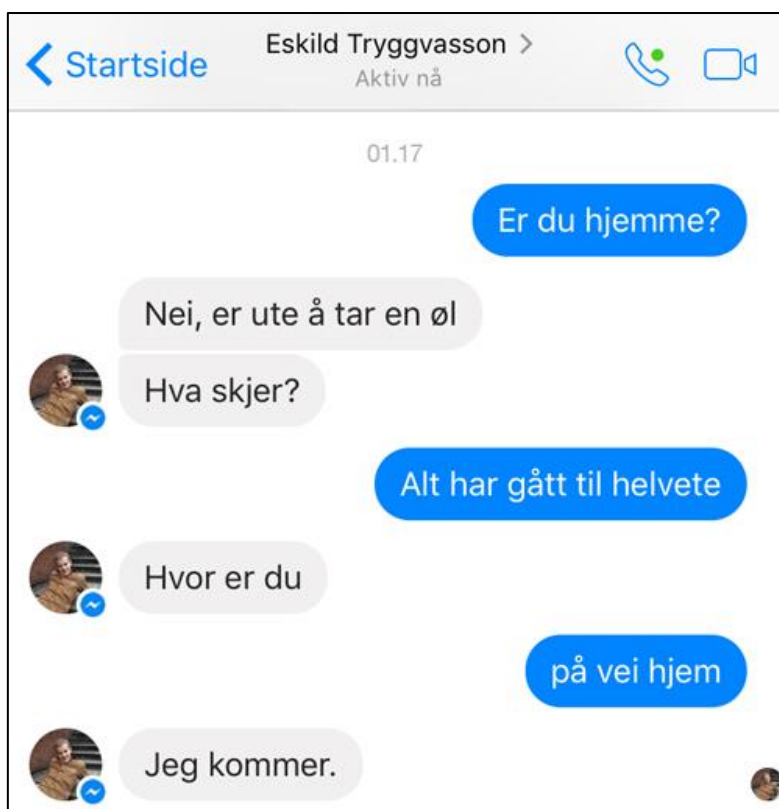 Startside
Eskild Tryggvasson >
Aktiv nå
01.17
Er du hjemme?
Nei, er ute å tar en øl
Hva skjer?
Alt har gått til helvete
Hvor er du
på vei hjem
Jeg kommer.